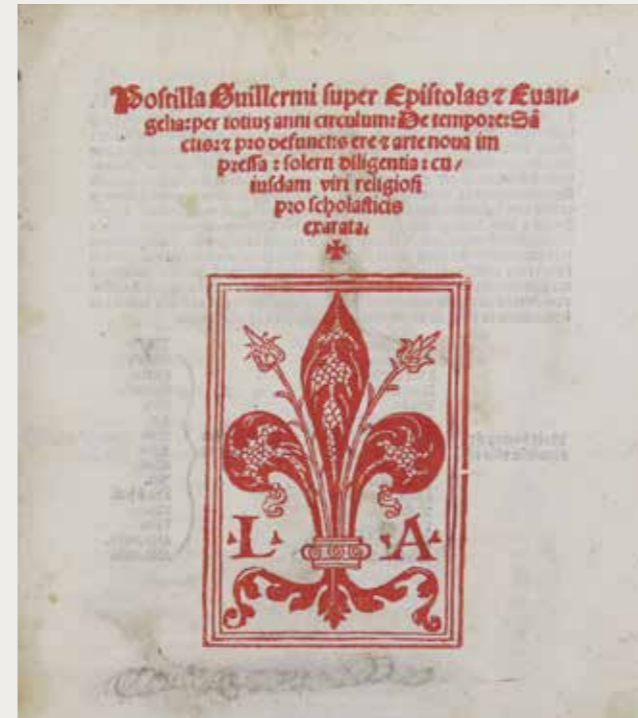 Postilla Guillermi super Epistolas ⁊ Euan-
gelia: per totius anni circulum: De tempore: Sā
ctis: ⁊ pro defunctis ere ⁊ arte noua im
pressa : solerti diligentia : cu/
iusdam viri religiosi
pro scholasticis
exarata.
L A